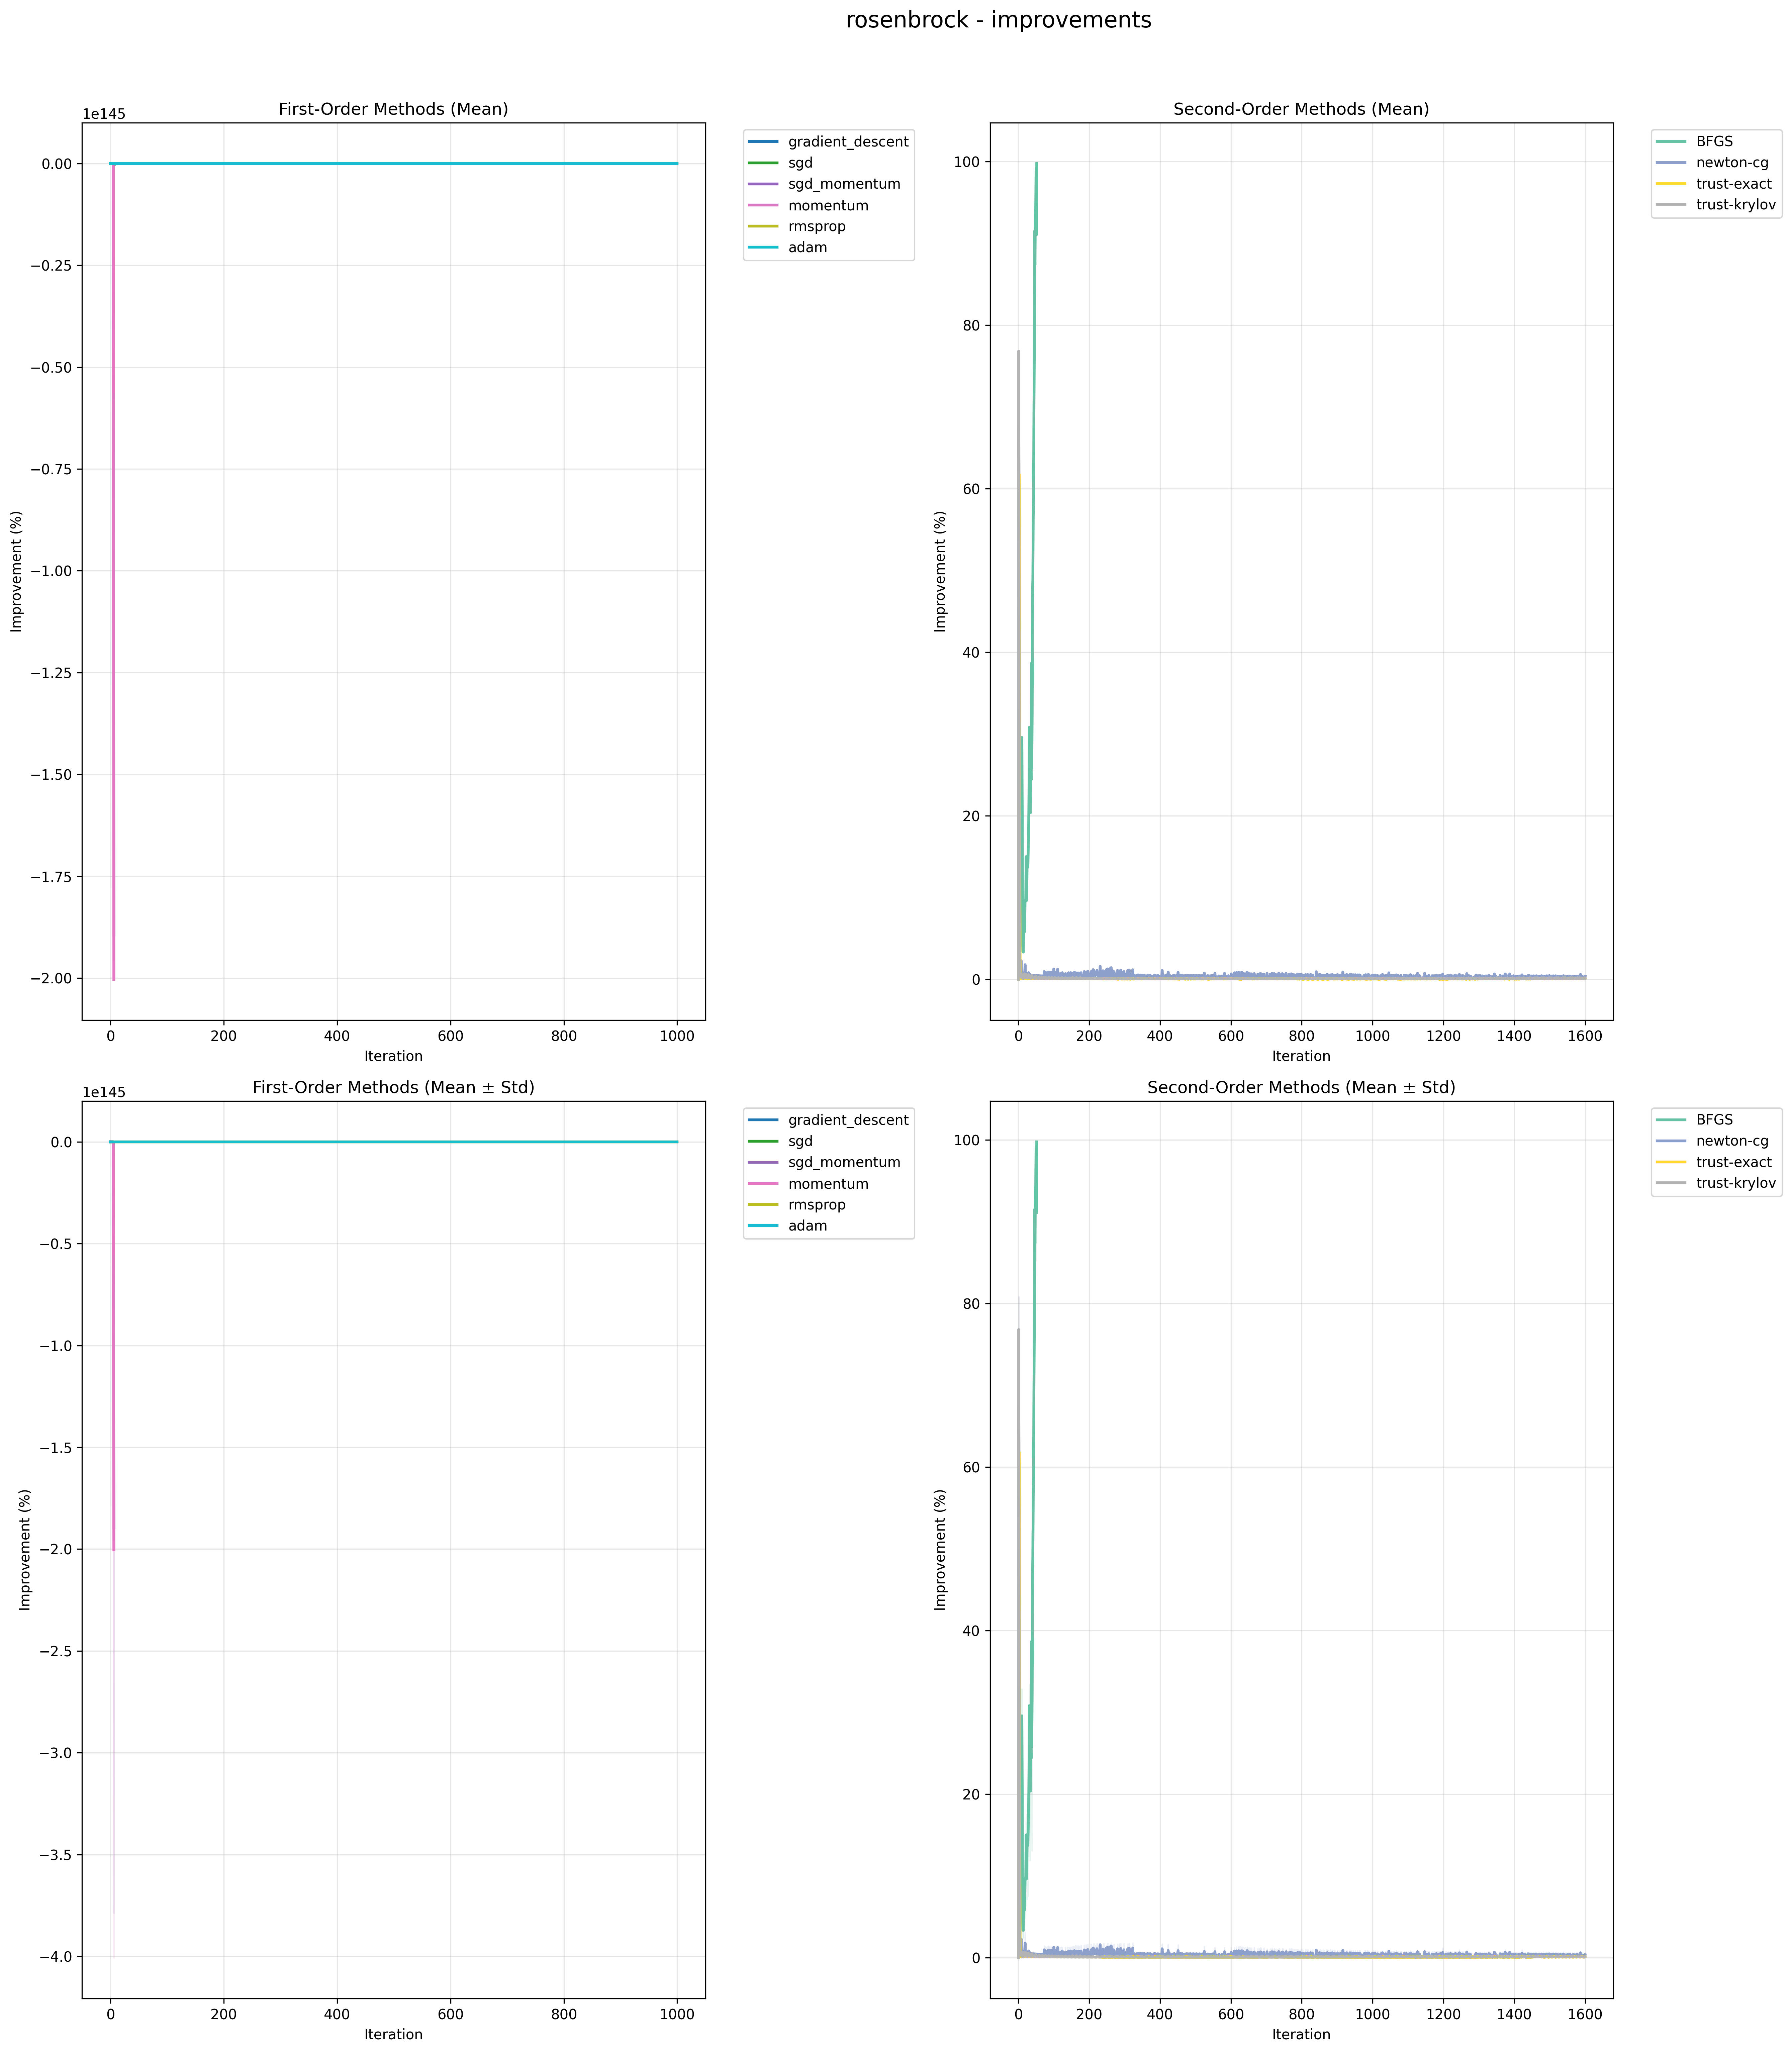 rosenbrock - improvements
First-Order Methods (Mean)
1e145
0.00
−0.25
−0.50
−0.75
−1.00
−1.25
−1.50
−1.75
−2.00
Improvement (%)
0 200 400 600 800 1000
Iteration
gradient_descent
sgd
sgd_momentum
momentum
rmsprop
adam
Second-Order Methods (Mean)
100
80
60
40
20
0
Improvement (%)
0 200 400 600 800 1000 1200 1400 1600
Iteration
BFGS
newton-cg
trust-exact
trust-krylov
First-Order Methods (Mean ± Std)
1e145
0.0
−0.5
−1.0
−1.5
−2.0
−2.5
−3.0
−3.5
−4.0
Improvement (%)
0 200 400 600 800 1000
Iteration
gradient_descent
sgd
sgd_momentum
momentum
rmsprop
adam
Second-Order Methods (Mean ± Std)
100
80
60
40
20
0
Improvement (%)
0 200 400 600 800 1000 1200 1400 1600
Iteration
BFGS
newton-cg
trust-exact
trust-krylov